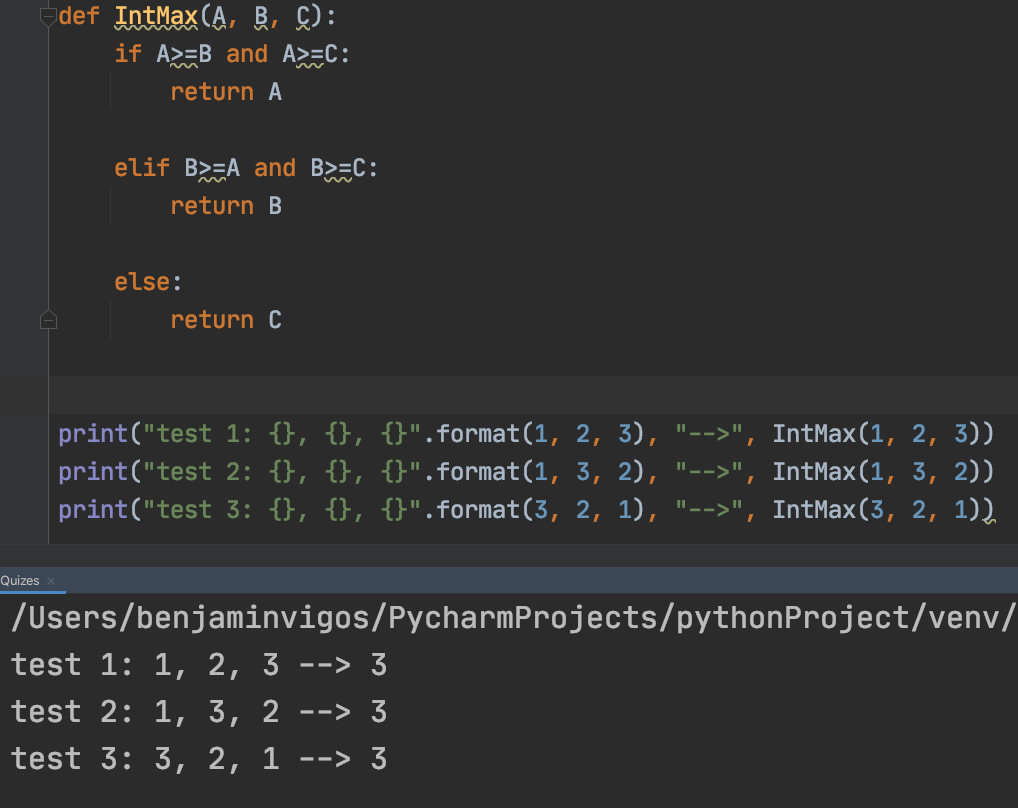 def IntMax(A, B, C):
    if A>=B and A>=C:
        return A
    elif B>=A and B>=C:
        return B
    else:
        return C
print("test 1: {}, {}, {}".format(1, 2, 3), "-->", IntMax(1, 2, 3))
print("test 2: {}, {}, {}".format(1, 3, 2), "-->", IntMax(1, 3, 2))
print("test 3: {}, {}, {}".format(3, 2, 1), "-->", IntMax(3, 2, 1))
Quizes ×
/Users/benjaminvigos/PycharmProjects/pythonProject/venv/
test 1: 1, 2, 3 --> 3
test 2: 1, 3, 2 --> 3
test 3: 3, 2, 1 --> 3